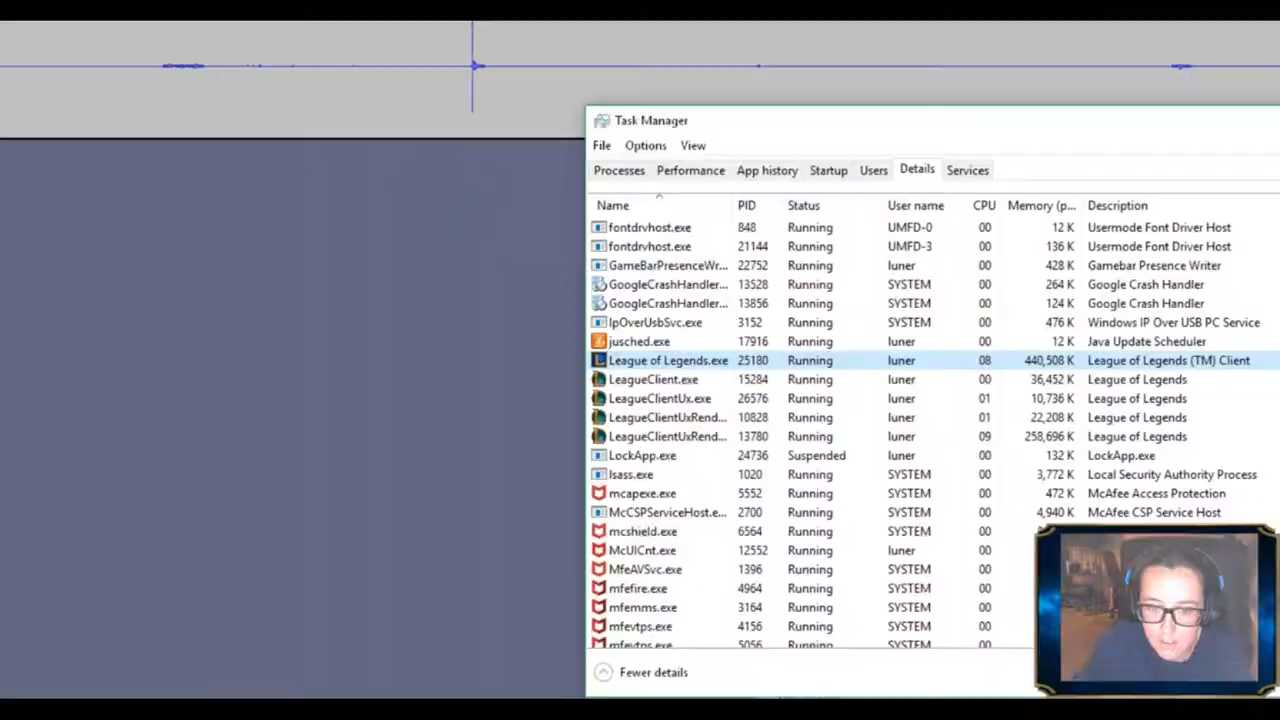 Task Manager
File Options View
Processes Performance App history Startup Users Details Services
Name PID Status User name CPU Memory (p... Description
fontdrvhost.exe 848 Running UMFD-0 00 12 K Usermode Font Driver Host
fontdrvhost.exe 21144 Running UMFD-3 00 136 K Usermode Font Driver Host
GameBarPresenceWr... 22752 Running luner 00 428 K Gamebar Presence Writer
GoogleCrashHandler... 13528 Running SYSTEM 00 264 K Google Crash Handler
GoogleCrashHandler... 13856 Running SYSTEM 00 124 K Google Crash Handler
IpOverUsbSvc.exe 3152 Running SYSTEM 00 476 K Windows IP Over USB PC Service
jusched.exe 17916 Running luner 00 12 K Java Update Scheduler
League of Legends.exe 25180 Running luner 08 440,508 K League of Legends (TM) Client
LeagueClient.exe 15284 Running luner 00 36,452 K League of Legends
LeagueClientUx.exe 26576 Running luner 01 10,736 K League of Legends
LeagueClientUxRend... 10828 Running luner 01 22,208 K League of Legends
LeagueClientUxRend... 13780 Running luner 09 258,696 K League of Legends
LockApp.exe 24736 Suspended luner 00 132 K LockApp.exe
lsass.exe 1020 Running SYSTEM 00 3,772 K Local Security Authority Process
mcapexe.exe 5552 Running SYSTEM 00 472 K McAfee Access Protection
McCSPServiceHost.e... 2700 Running SYSTEM 00 4,940 K McAfee CSP Service Host
mcshield.exe 6564 Running SYSTEM 00
McUICnt.exe 12552 Running luner 00
MfeAVSvc.exe 1396 Running SYSTEM 00
mfefire.exe 4964 Running SYSTEM 00
mfemms.exe 3164 Running SYSTEM 00
mfevtps.exe 4156 Running SYSTEM 00
mfevtps.exe 5056 Running SYSTEM 00
Fewer details